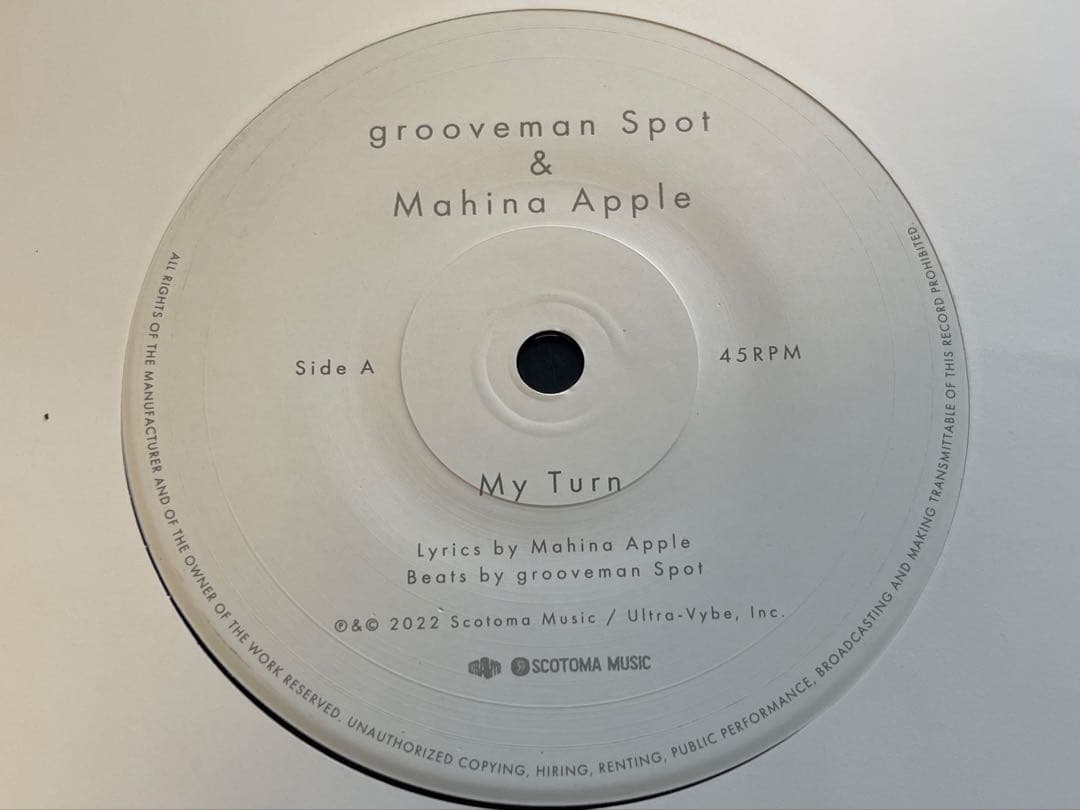 grooveman Spot
&
Mahina Apple
Side A
45RPM
My Turn
Lyrics by Mahina Apple
Beats by grooveman Spot
℗&© 2022 Scotoma Music / Ultra-Vybe, Inc.
SCOTOMA MUSIC
ALL RIGHTS OF THE MANUFACTURER AND OF THE OWNER OF THE WORK RESERVED. UNAUTHORIZED COPYING, HIRING, RENTING, PUBLIC PERFORMANCE, BROADCASTING AND MAKING TRANSMITTABLE OF THIS RECORD PROHIBITED.